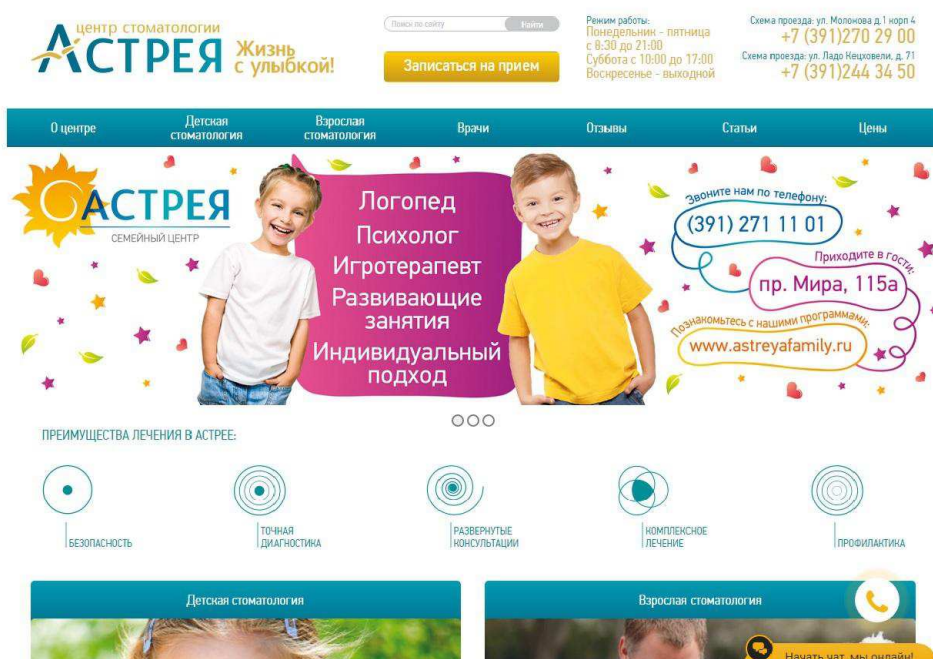 центр стоматологии
АСТРЕЯ
Жизнь
с улыбкой!
Поиск по сайту
Найти
Записаться на прием
Режим работы:
Понедельник - пятница
с 8:30 до 21:00
Суббота с 10:00 до 17:00
Воскресенье - выходной
Схема проезда: ул. Молокова д.1 корп 4
+7 (391)270 29 00
Схема проезда: ул. Ладо Кецховели, д. 71
+7 (391)244 34 50
О центре
Детская
стоматология
Взрослая
стоматология
Врачи
Отзывы
Статьи
Цены
АСТРЕЯ
СЕМЕЙНЫЙ ЦЕНТР
Логопед
Психолог
Игротерапевт
Развивающие
занятия
Индивидуальный
подход
Звоните нам по телефону:
(391) 271 11 01
Приходите в гости:
пр. Мира, 115а
Познакомьтесь с нашими программами:
www.astreyafamily.ru
ПРЕИМУЩЕСТВА ЛЕЧЕНИЯ В АСТРЕЕ:
БЕЗОПАСНОСТЬ
ТОЧНАЯ
ДИАГНОСТИКА
РАЗВЕРНУТЫЕ
КОНСУЛЬТАЦИИ
КОМПЛЕКСНОЕ
ЛЕЧЕНИЕ
ПРОФИЛАКТИКА
Детская стоматология
Взрослая стоматология
Начать чат, мы онлайн!